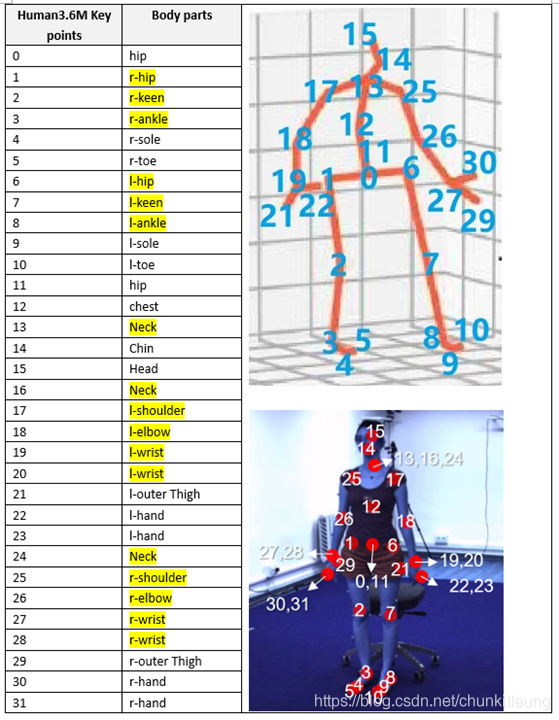 Human3.6M Key points Body parts
0 hip
1 r-hip
2 r-keen
3 r-ankle
4 r-sole
5 r-toe
6 l-hip
7 l-keen
8 l-ankle
9 l-sole
10 l-toe
11 hip
12 chest
13 Neck
14 Chin
15 Head
16 Neck
17 l-shoulder
18 l-elbow
19 l-wrist
20 l-wrist
21 l-outer Thigh
22 l-hand
23 l-hand
24 Neck
25 r-shoulder
26 r-elbow
27 r-wrist
28 r-wrist
29 r-outer Thigh
30 r-hand
31 r-hand
15
14
17 13 25
18 12 26
11 6 30
19 1 0 27
21 22 29
2 7
3 5 8 10
4 9
15
14 13,16,24
25 17
12
26 18
1 6
27,28 19,20
29 21
0,11 22,23
30,31
2 7
3 8
5 4 9
10
https://blog.csdn.net/chunkitleung